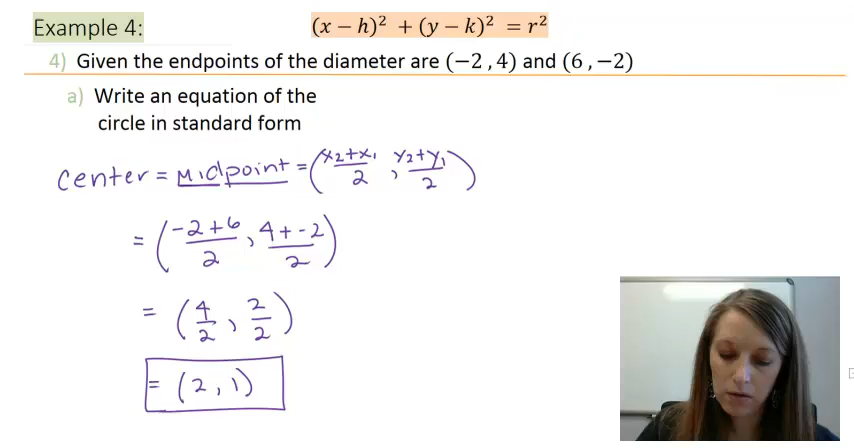 Example 4: (x − h)² + (y − k)² = r²
4) Given the endpoints of the diameter are (−2 , 4) and (6 , −2)
a) Write an equation of the
circle in standard form
center = Midpoint = (x₂+x₁/2 , y₂+y₁/2)
= (-2+6/2 , 4+-2/2)
= (4/2 , 2/2)
= (2, 1)